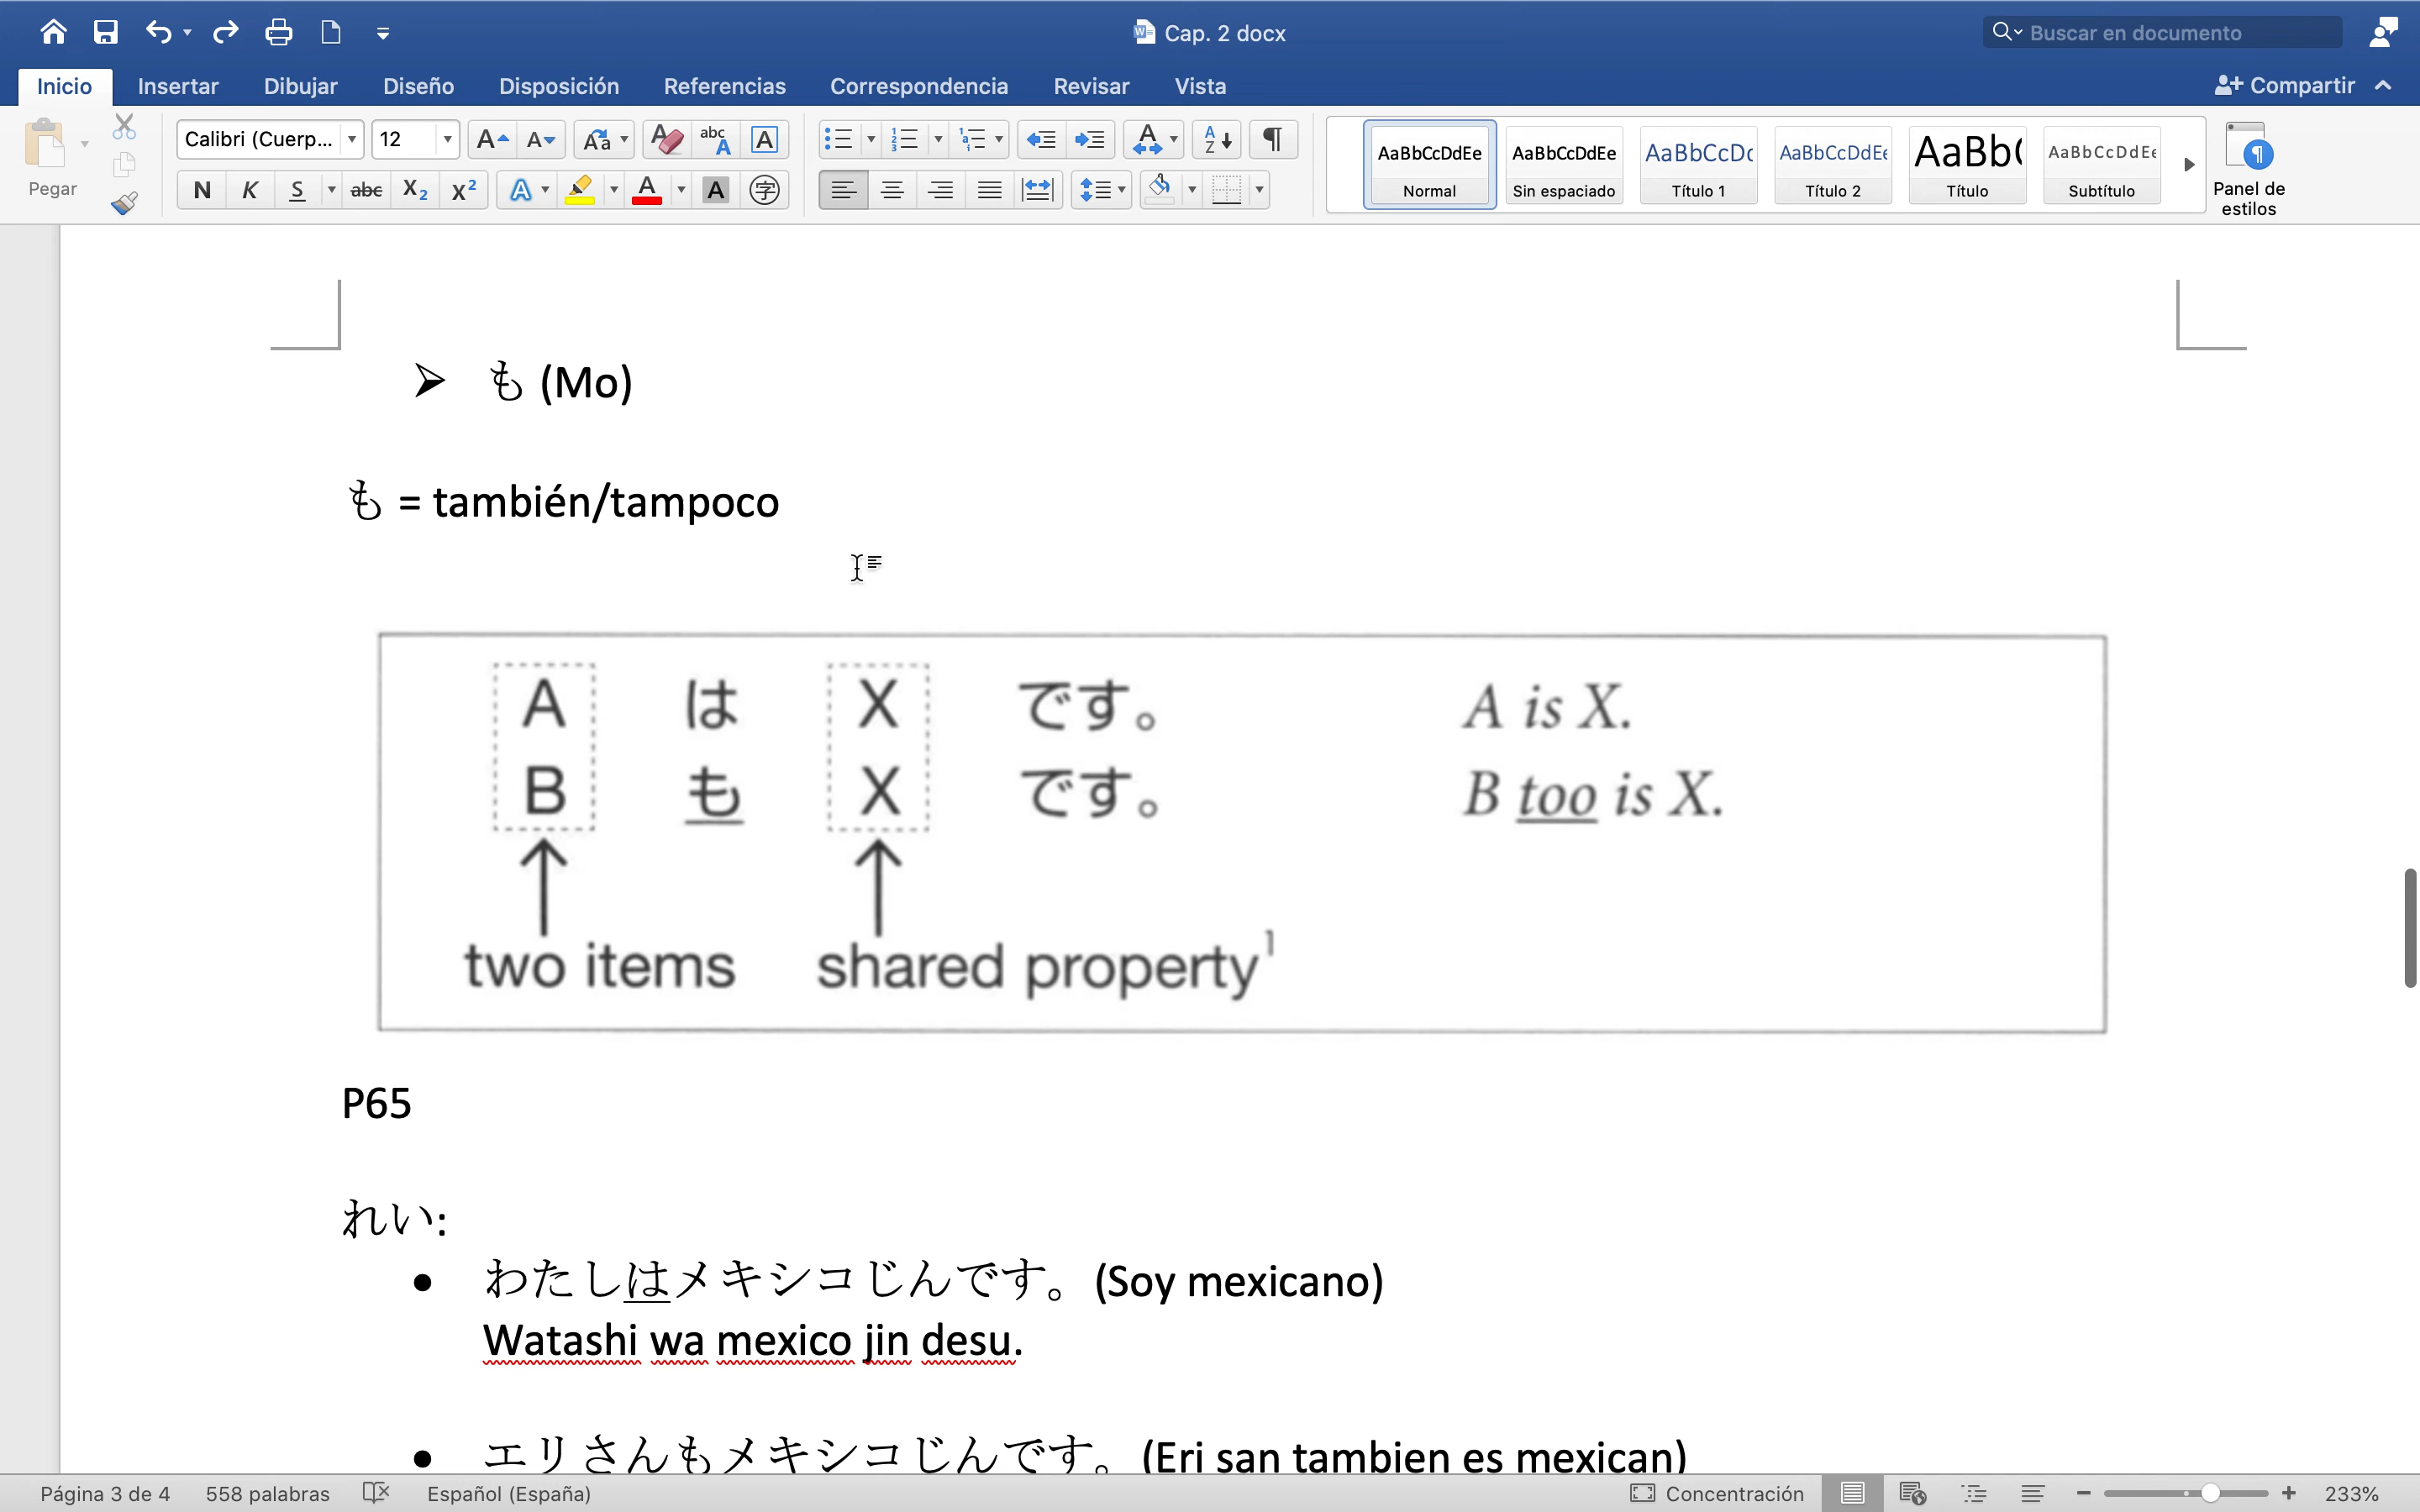 Cap. 2 docx
Buscar en documento
Inicio Insertar Dibujar Diseño Disposición Referencias Correspondencia Revisar Vista Compartir
Pegar
Calibri (Cuerp... 12
N K S abc X₂ X²
AaBbCcDdEe AaBbCcDdEe AaBbCcDc AaBbCcDdEe AaBb( AaBbCcDdEe
Normal Sin espaciado Título 1 Título 2 Título Subtítulo
Panel de estilos
➢ も (Mo)
も = también/tampoco
A は X です。 A is X.
B も X です。 B too is X.
two items shared property¹
P65
れい:
● わたしはメキシコじんです。(Soy mexicano)
Watashi wa mexico jin desu.
● エリさんもメキシコじんです。(Eri san tambien es mexican)
Página 3 de 4 558 palabras Español (España) Concentración 233%